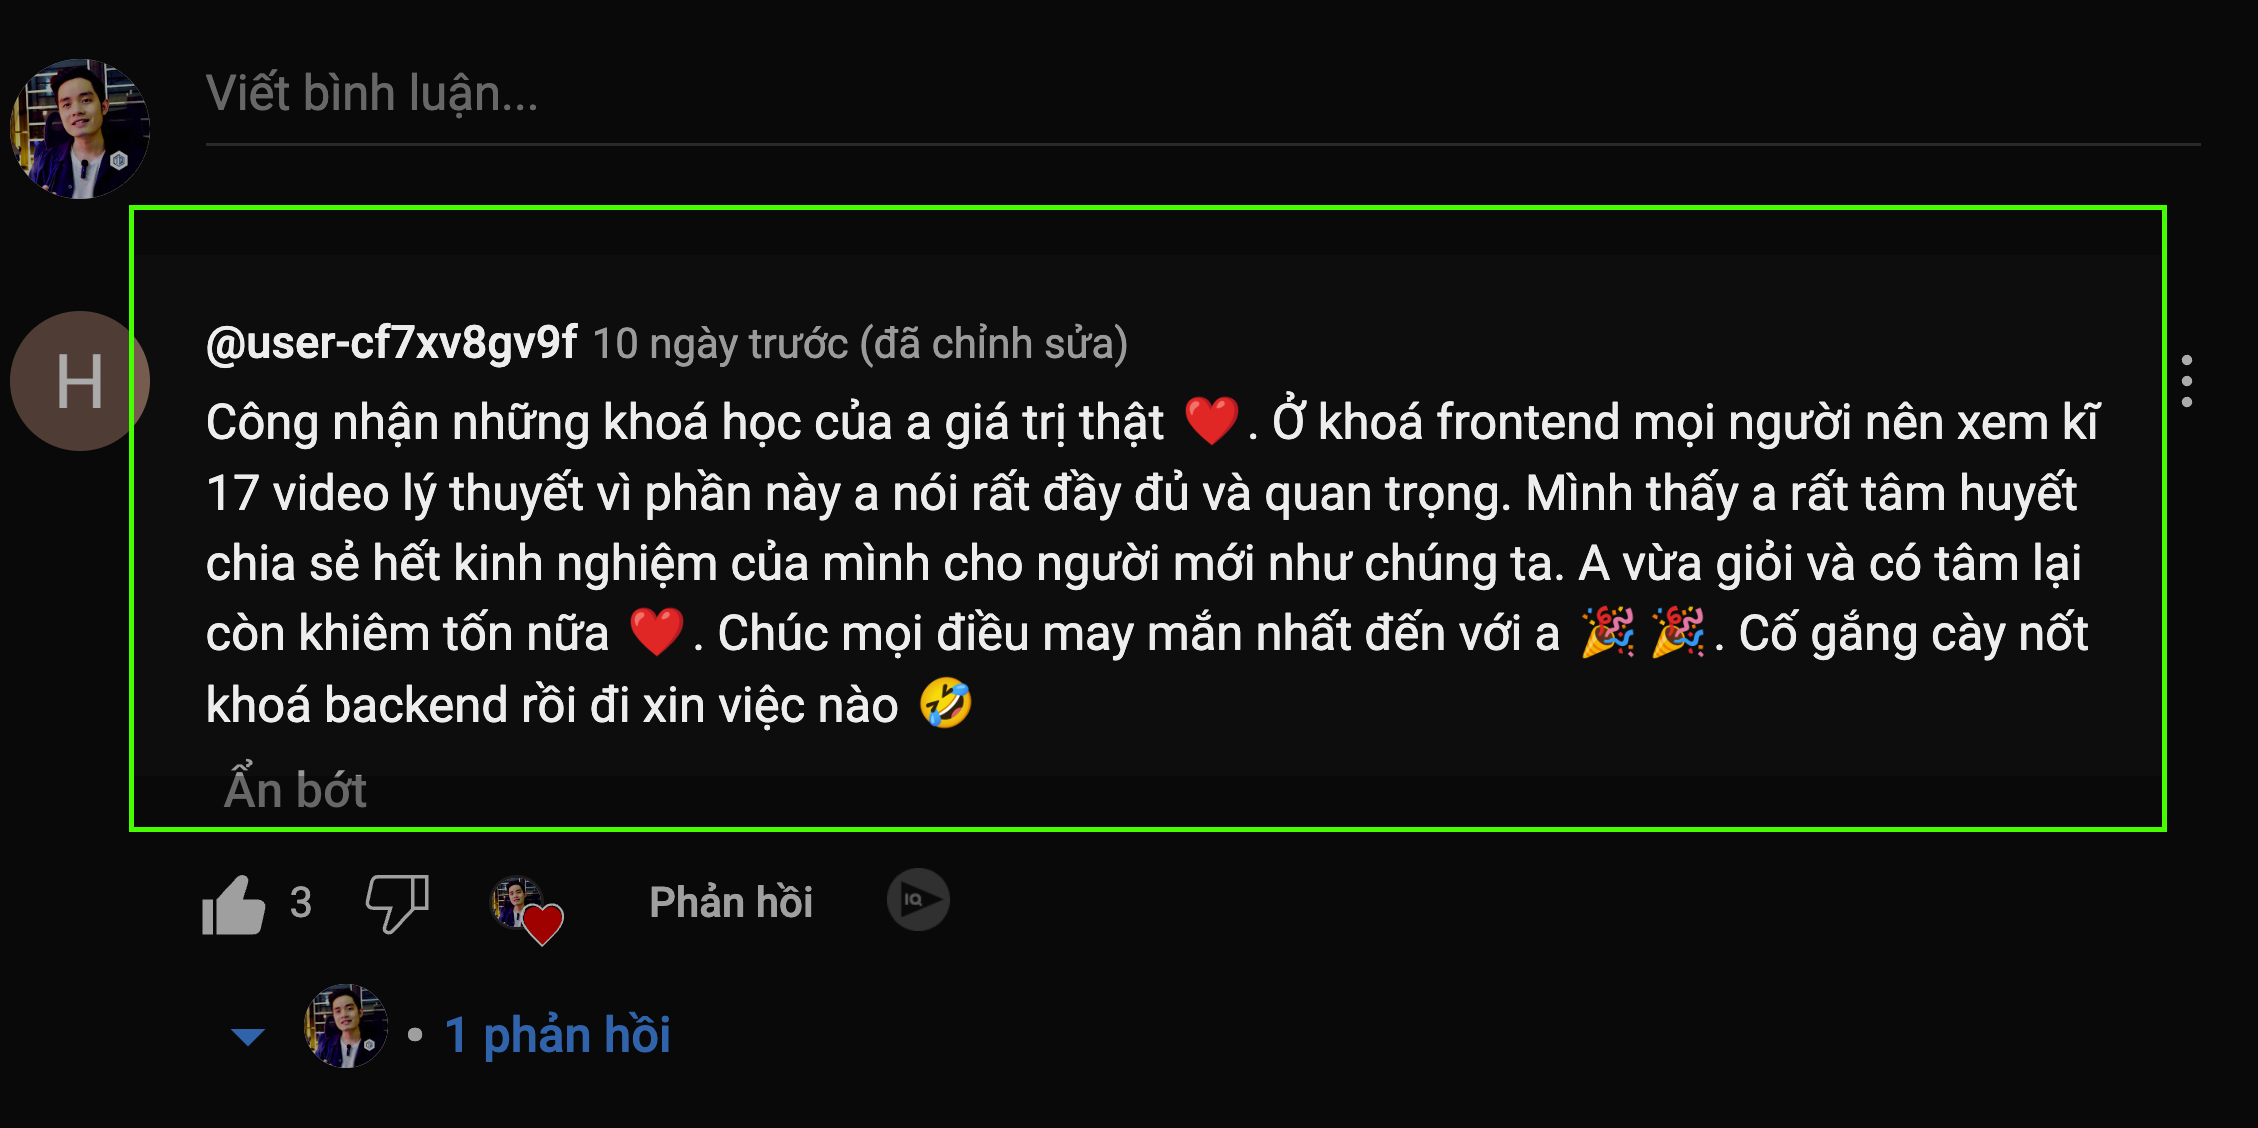 Viết bình luận...
H
@user-cf7xv8gv9f 10 ngày trước (đã chỉnh sửa)
Công nhận những khoá học của a giá trị thật ❤️. Ở khoá frontend mọi người nên xem kĩ
17 video lý thuyết vì phần này a nói rất đầy đủ và quan trọng. Mình thấy a rất tâm huyết
chia sẻ hết kinh nghiệm của mình cho người mới như chúng ta. A vừa giỏi và có tâm lại
còn khiêm tốn nữa ❤️. Chúc mọi điều may mắn nhất đến với a 🎉 🎉. Cố gắng cày nốt
khoá backend rồi đi xin việc nào 🤣
Ẩn bớt
3 Phản hồi IQ
• 1 phản hồi